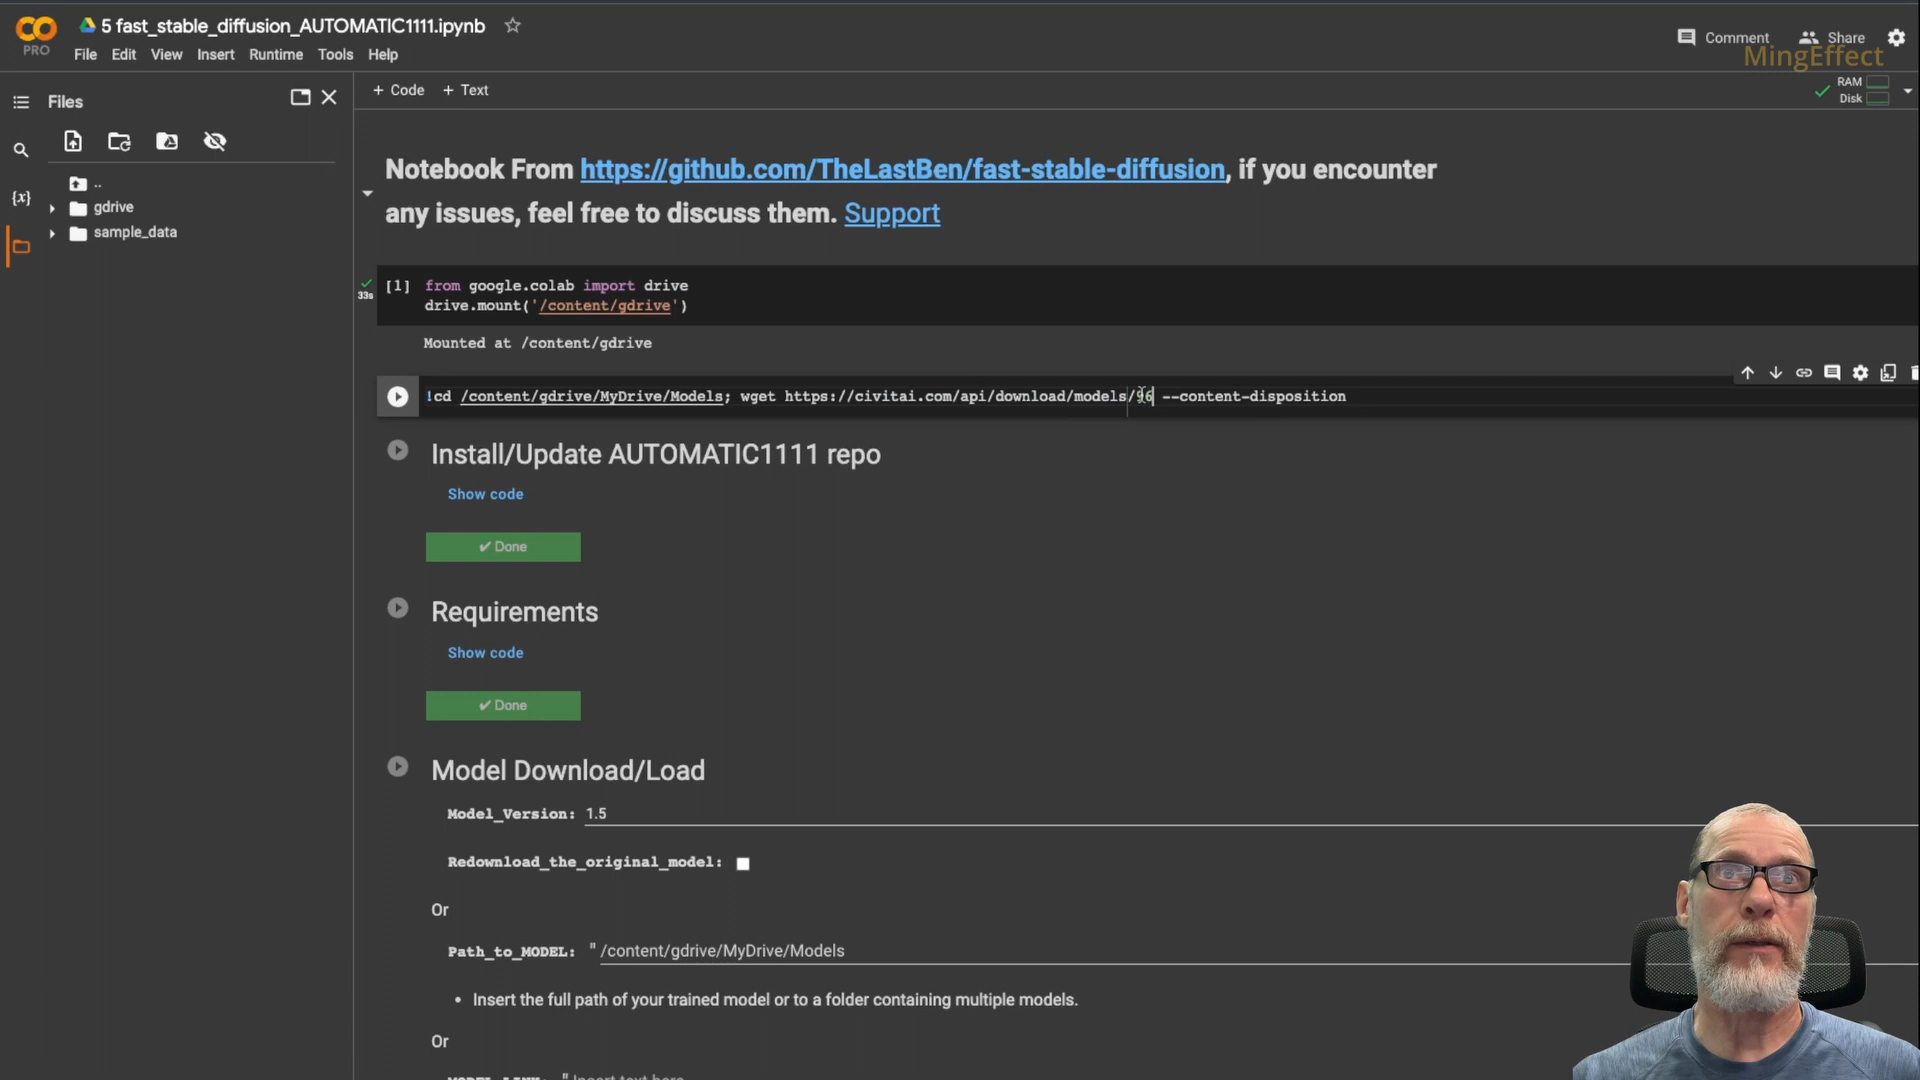 5 fast_stable_diffusion_AUTOMATIC1111.ipynb
PRO
File Edit View Insert Runtime Tools Help
Comment Share
MingEffect
RAM
Disk
Files
+ Code + Text
..
gdrive
sample_data
{x}
Notebook From https://github.com/TheLastBen/fast-stable-diffusion, if you encounter
any issues, feel free to discuss them. Support
[1] from google.colab import drive
33s
drive.mount('/content/gdrive')
Mounted at /content/gdrive
!cd /content/gdrive/MyDrive/Models; wget https://civitai.com/api/download/models/96 --content-disposition
Install/Update AUTOMATIC1111 repo
Show code
✔ Done
Requirements
Show code
✔ Done
Model Download/Load
Model_Version: 1.5
Redownload_the_original_model:
Or
Path_to_MODEL: " /content/gdrive/MyDrive/Models
• Insert the full path of your trained model or to a folder containing multiple models.
Or
MODEL_LINK: " Insert text here